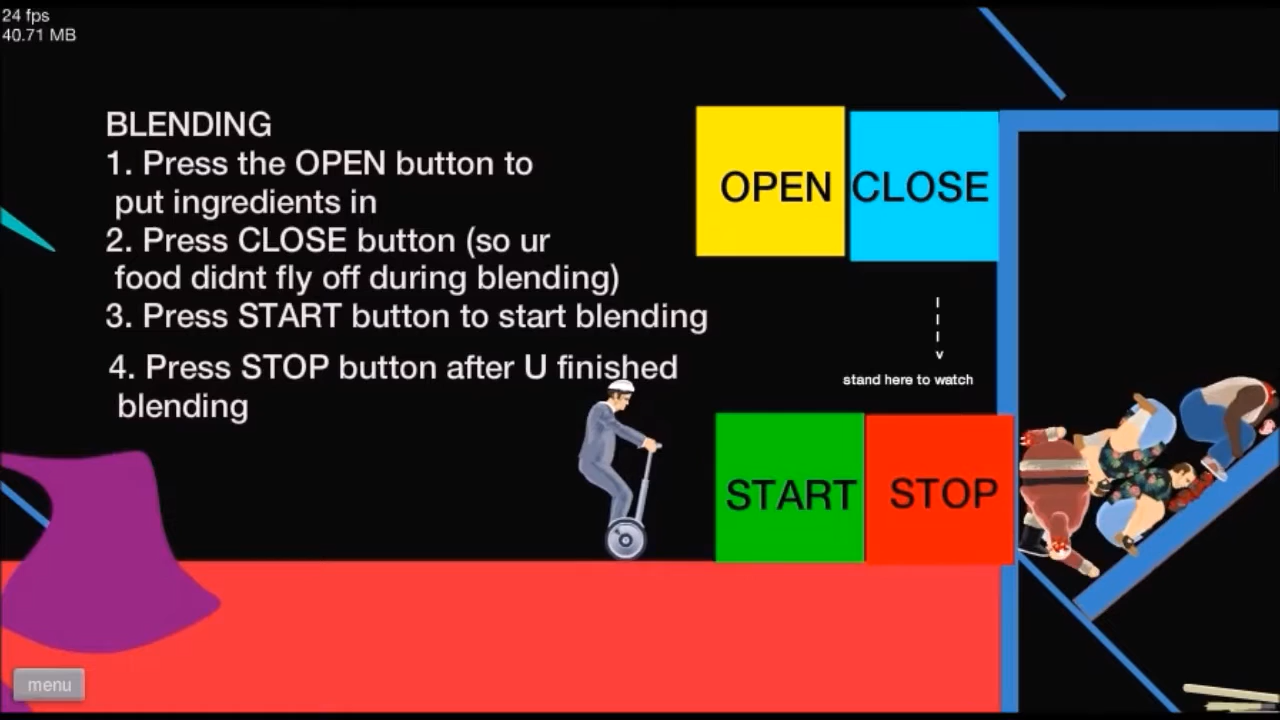 24 fps
40.71 MB
BLENDING
1. Press the OPEN button to
put ingredients in
2. Press CLOSE button (so ur
food didnt fly off during blending)
3. Press START button to start blending
4. Press STOP button after U finished
blending
OPEN
CLOSE
stand here to watch
START
STOP
menu